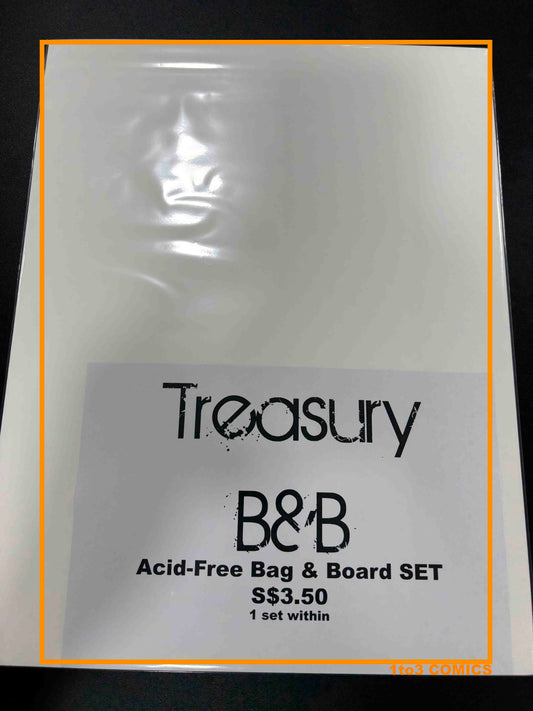 Treasury
B&B
Acid-Free Bag & Board SET
S$3.50
1 set within
1to3 COMICS